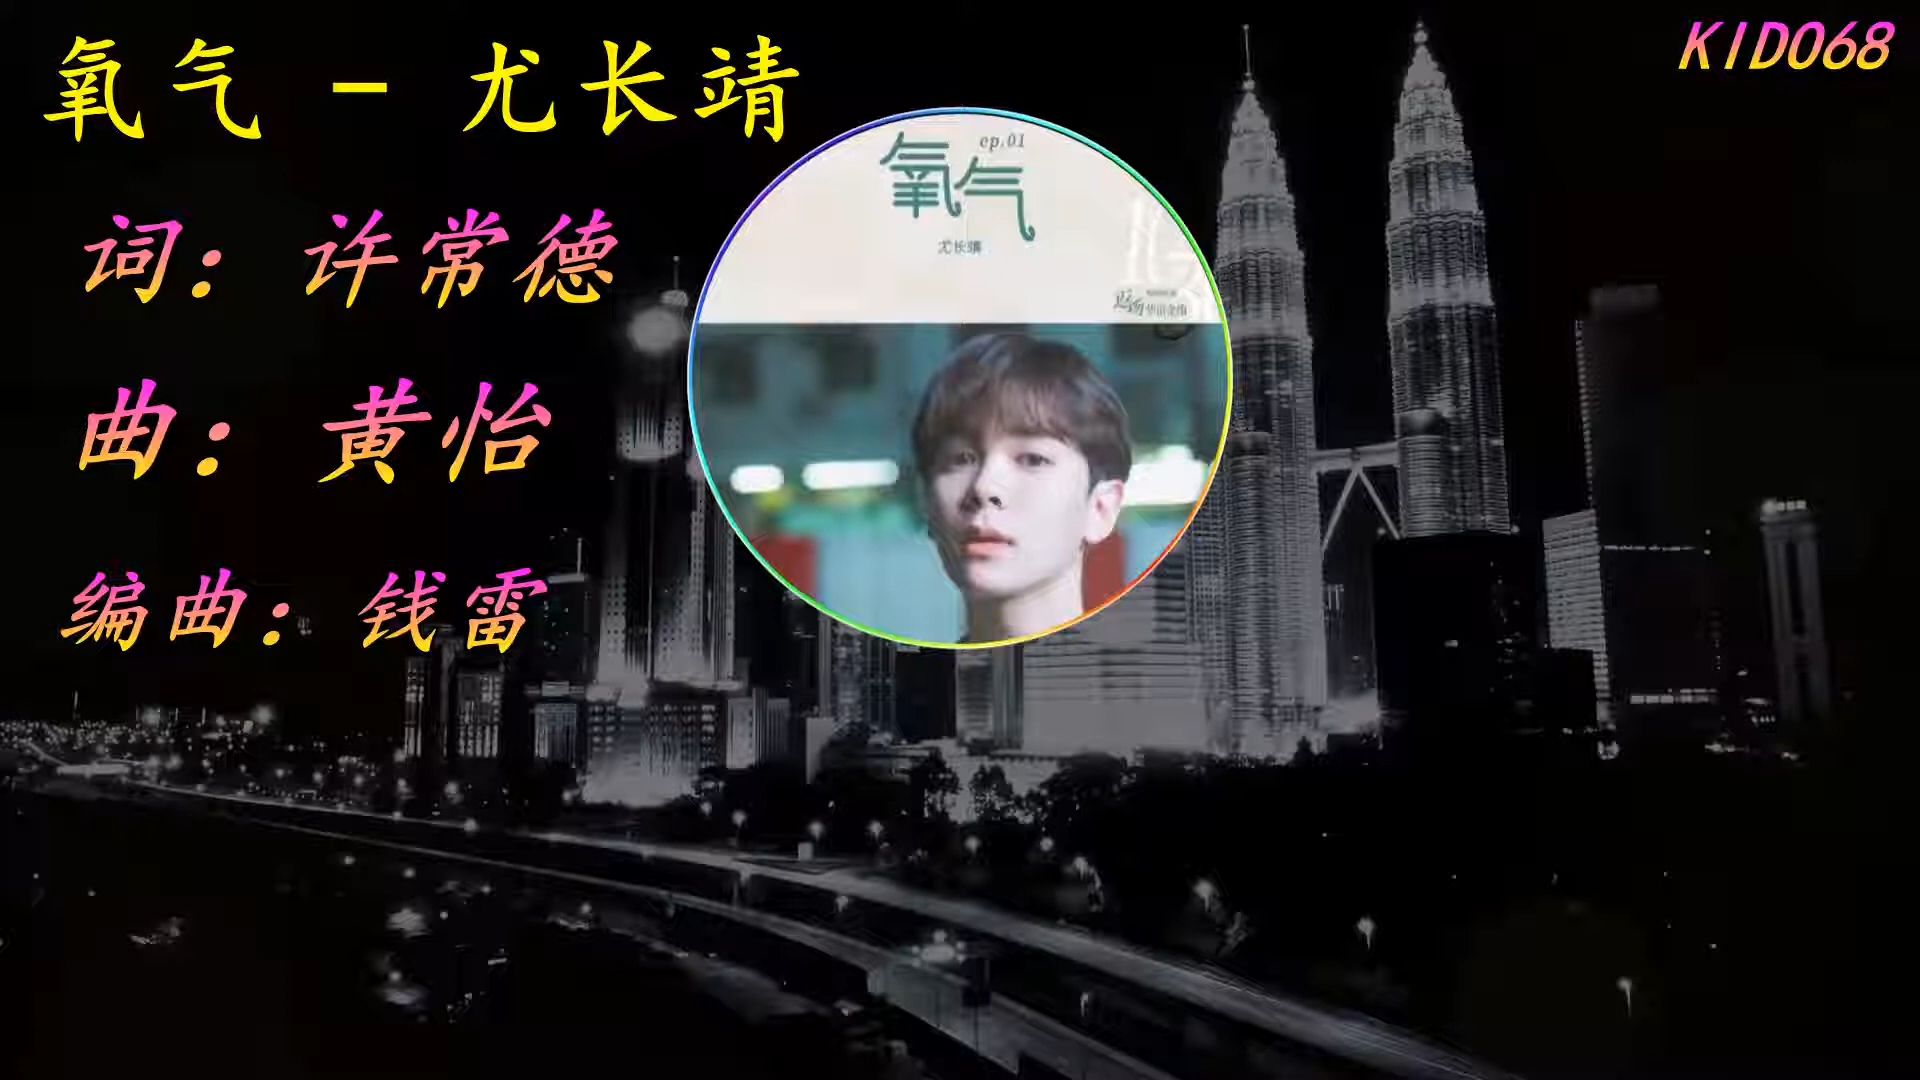 氧气 - 尤长靖
KID068
词：许常德
曲：黄怡
编曲：钱雷
ep.01
氧气
尤长靖